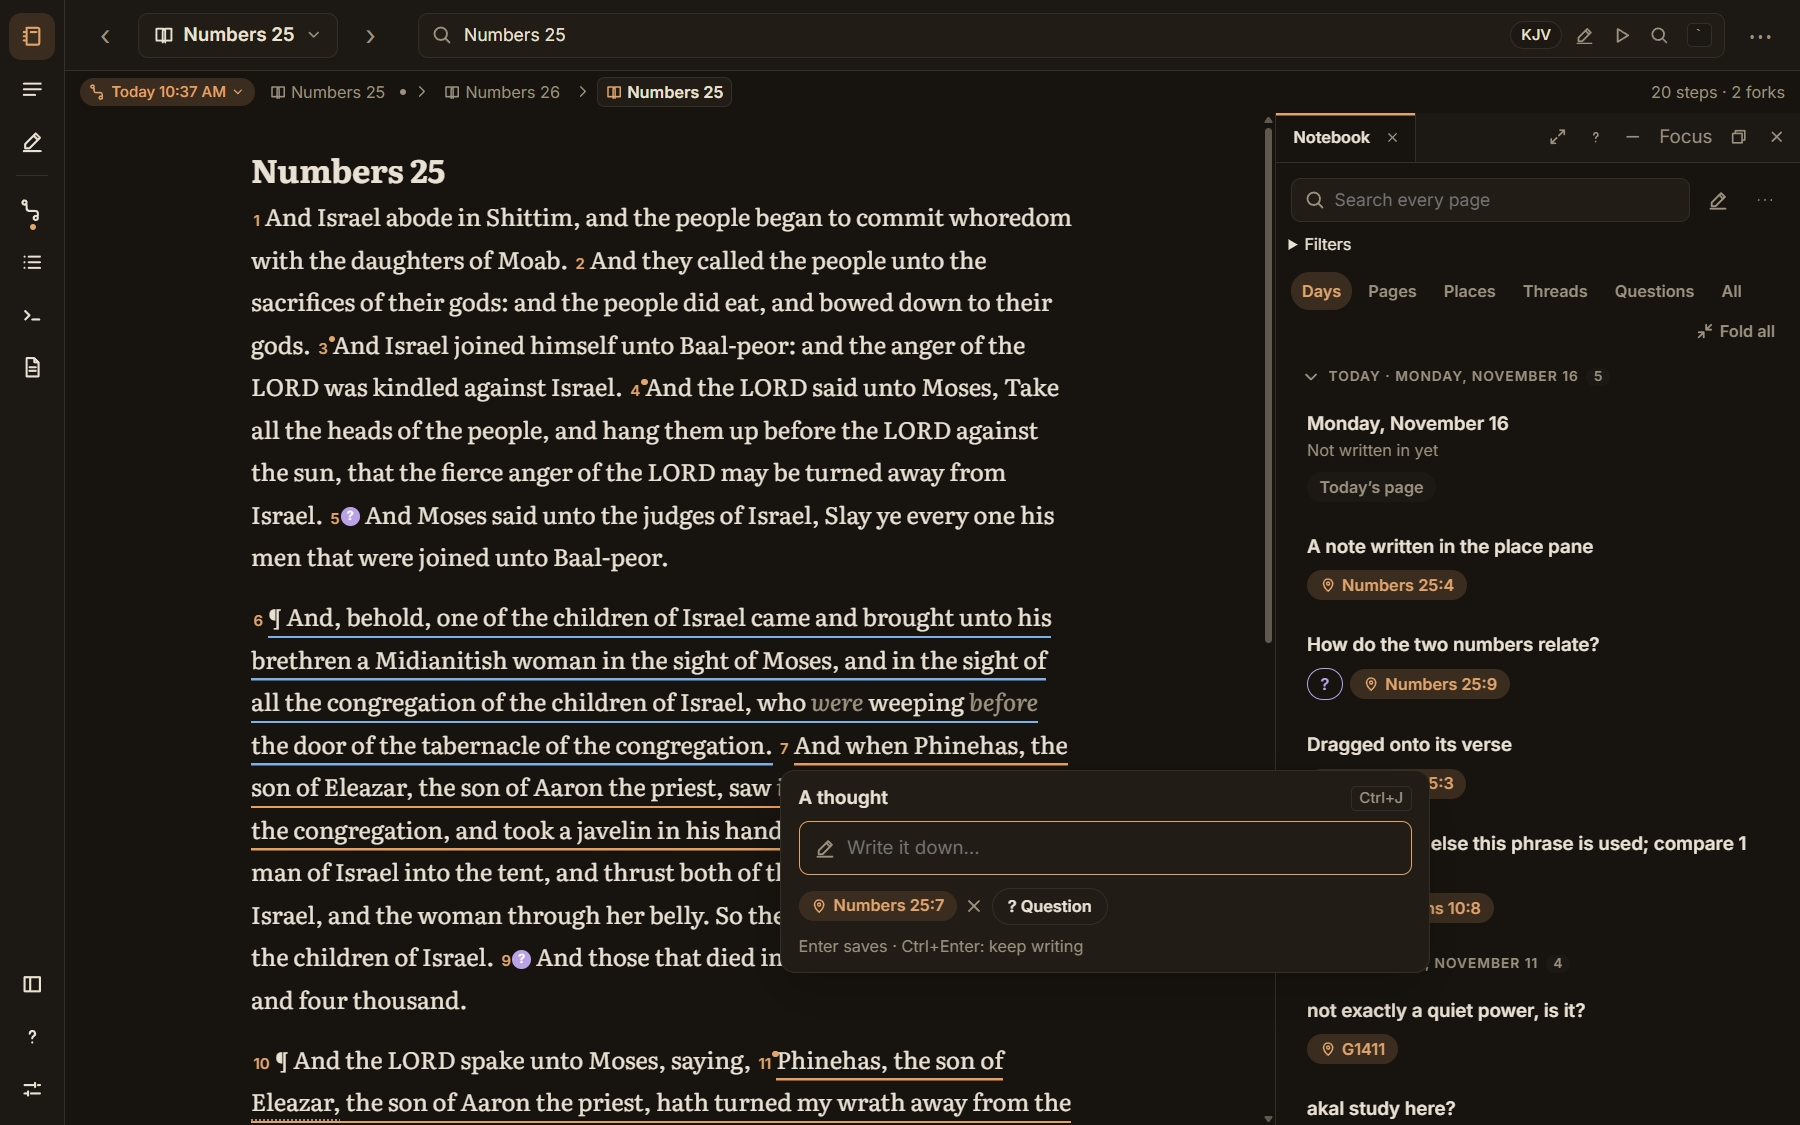 Numbers 25
Numbers 25
KJV
Today 10:37 AM
Numbers 25
Numbers 26
Numbers 25
20 steps · 2 forks
Numbers 25
1 And Israel abode in Shittim, and the people began to commit whoredom
with the daughters of Moab. 2 And they called the people unto the
sacrifices of their gods: and the people did eat, and bowed down to their
gods. 3 And Israel joined himself unto Baal-peor: and the anger of the
LORD was kindled against Israel. 4 And the LORD said unto Moses, Take
all the heads of the people, and hang them up before the LORD against
the sun, that the fierce anger of the LORD may be turned away from
Israel. 5 ? And Moses said unto the judges of Israel, Slay ye every one his
men that were joined unto Baal-peor.
6 ¶ And, behold, one of the children of Israel came and brought unto his
brethren a Midianitish woman in the sight of Moses, and in the sight of
all the congregation of the children of Israel, who were weeping before
the door of the tabernacle of the congregation. 7 And when Phinehas, the
son of Eleazar, the son of Aaron the priest, saw
the congregation, and took a javelin in his hand
man of Israel into the tent, and thrust both of
Israel, and the woman through her belly. So the
the children of Israel. 9 ? And those that died in
and four thousand.
10 ¶ And the LORD spake unto Moses, saying, 11 Phinehas, the son of
Eleazar, the son of Aaron the priest, hath turned my wrath away from the
A thought
Ctrl+J
Write it down...
Numbers 25:7
? Question
Enter saves · Ctrl+Enter: keep writing
Notebook
?
Focus
Search every page
Filters
Days
Pages
Places
Threads
Questions
All
Fold all
TODAY · MONDAY, NOVEMBER 16 5
Monday, November 16
Not written in yet
Today's page
A note written in the place pane
Numbers 25:4
How do the two numbers relate?
? Numbers 25:9
Dragged onto its verse
5:3
else this phrase is used; compare 1
10:8
, NOVEMBER 11 4
not exactly a quiet power, is it?
G1411
akal study here?
?